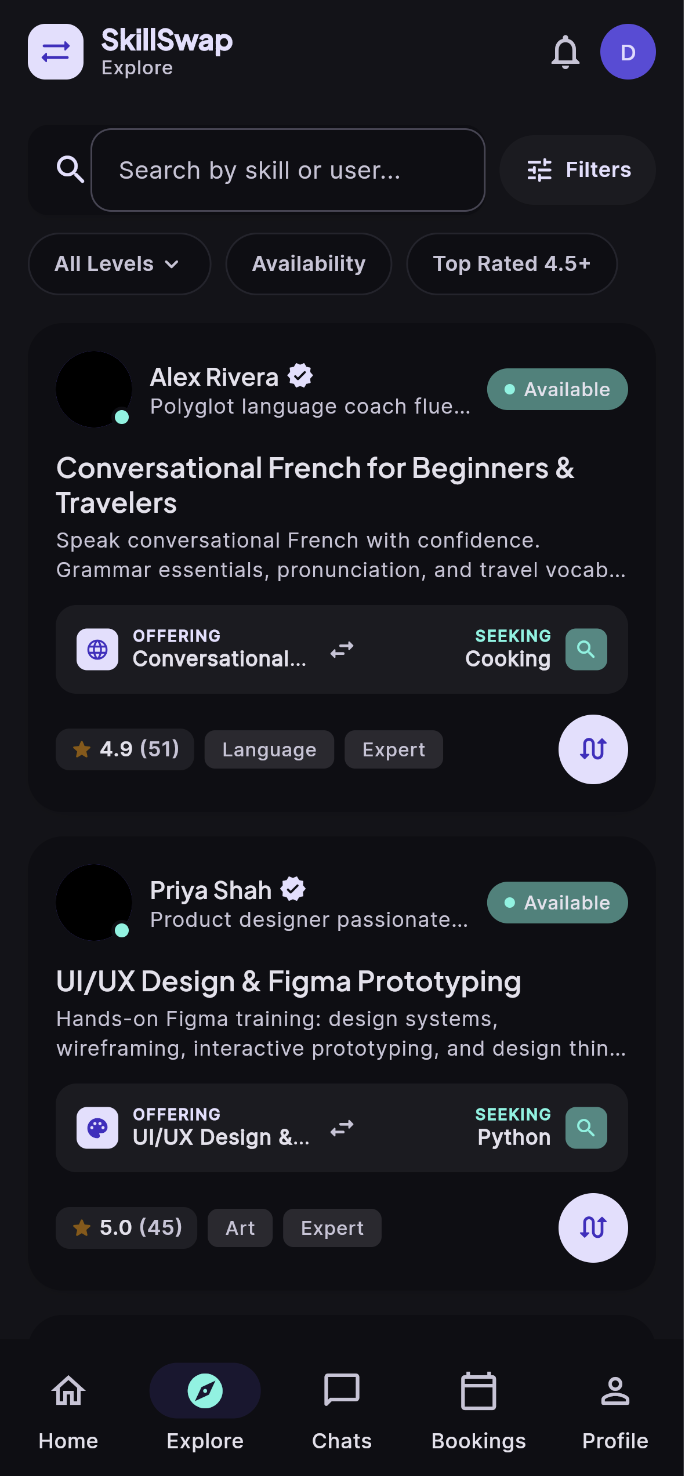 SkillSwap
Explore
D
Search by skill or user...
Filters
All Levels
Availability
Top Rated 4.5+
Alex Rivera
Polyglot language coach flue...
Available
Conversational French for Beginners &
Travelers
Speak conversational French with confidence.
Grammar essentials, pronunciation, and travel vocab...
OFFERING
Conversational...
SEEKING
Cooking
4.9 (51)
Language
Expert
Priya Shah
Product designer passionate...
Available
UI/UX Design & Figma Prototyping
Hands-on Figma training: design systems,
wireframing, interactive prototyping, and design thin...
OFFERING
UI/UX Design &...
SEEKING
Python
5.0 (45)
Art
Expert
Home
Explore
Chats
Bookings
Profile